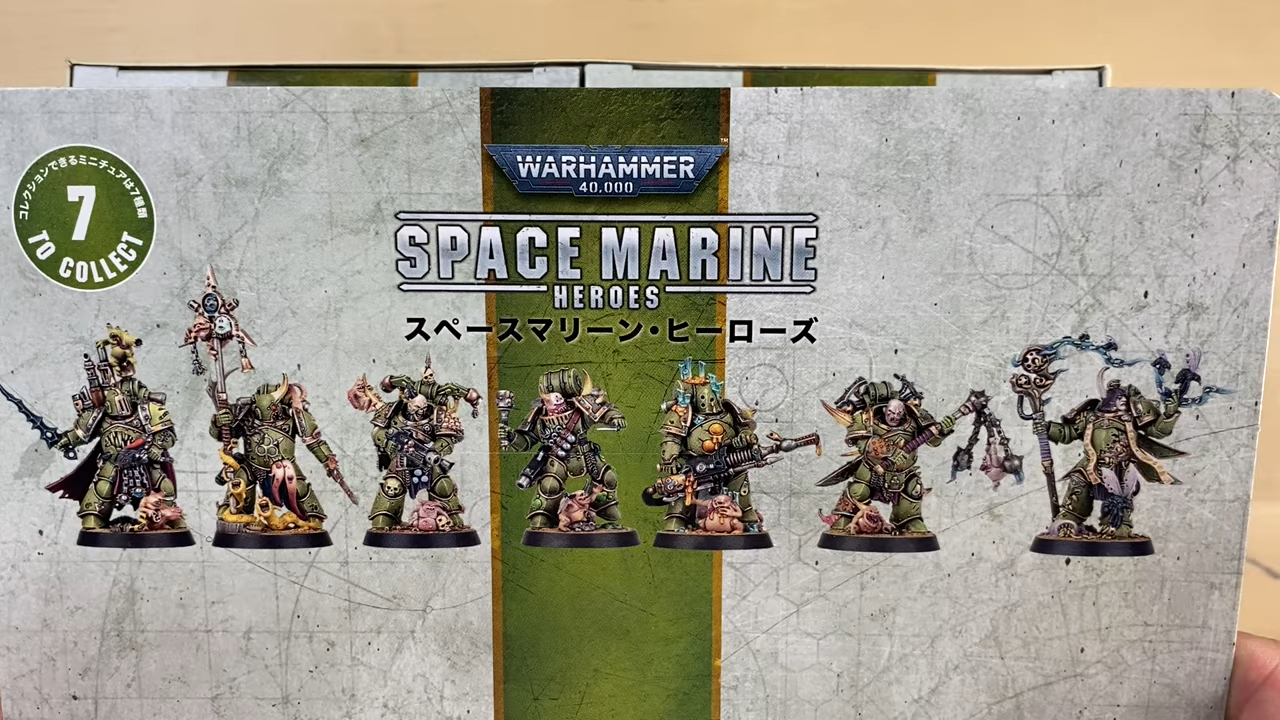 コレクションできるミニチュアは7種類
7
TO COLLECT
WARHAMMER
40,000
™
SPACE MARINE
HEROES
スペースマリーン・ヒーローズ